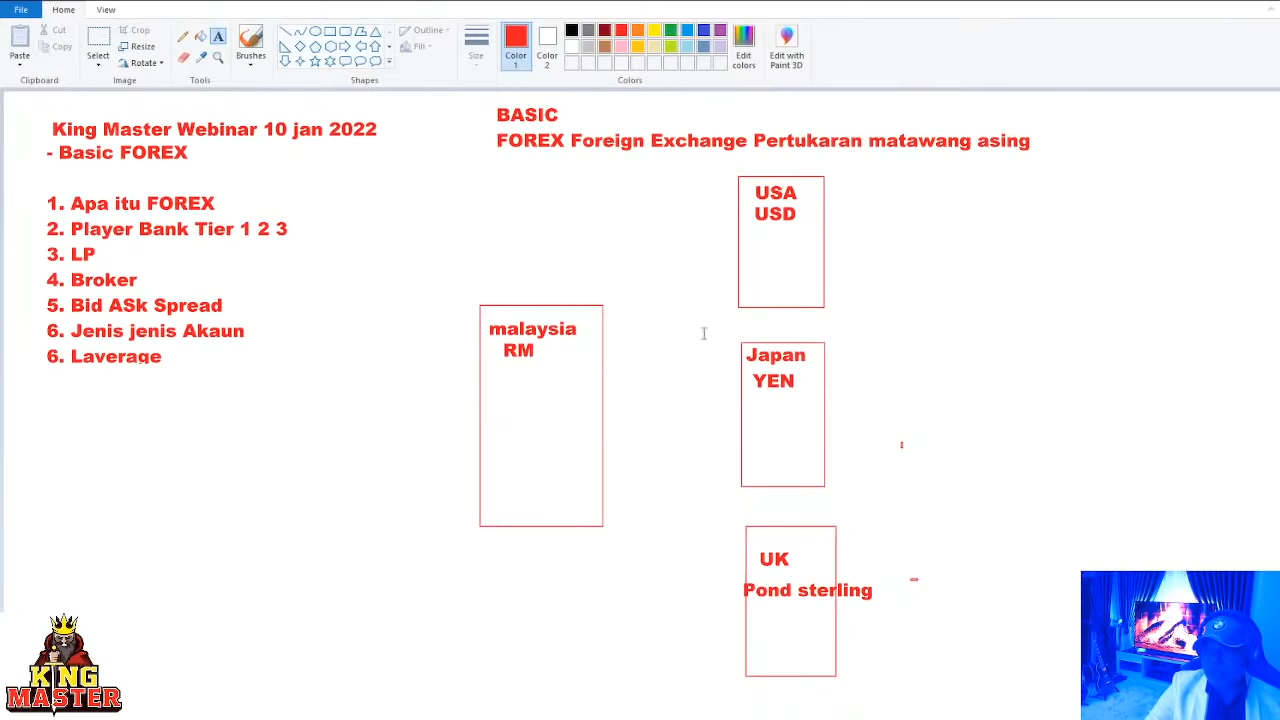 File
Home
View
Paste
Cut
Copy
Clipboard
Select
Crop
Resize
Rotate
Image
Tools
Brushes
Shapes
Outline
Fill
Size
Color
1
Color
2
Edit
colors
Edit with
Paint 3D
Colors
King Master Webinar 10 jan 2022
- Basic FOREX
1. Apa itu FOREX
2. Player Bank Tier 1 2 3
3. LP
4. Broker
5. Bid ASk Spread
6. Jenis jenis Akaun
6. Laverage
BASIC
FOREX Foreign Exchange Pertukaran matawang asing
USA
USD
malaysia
RM
Japan
YEN
UK
Pond sterling
KING
MASTER